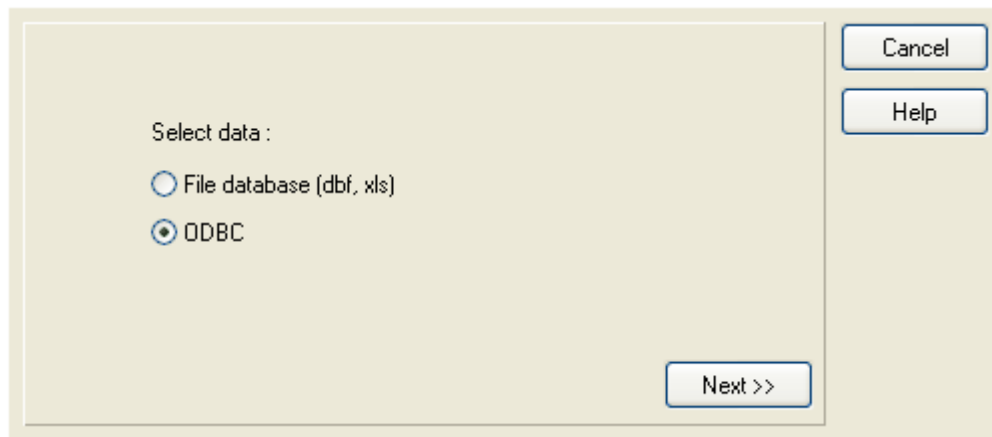 Cancel
Help
Select data :
File database (dbf, xls)
ODBC
Next >>